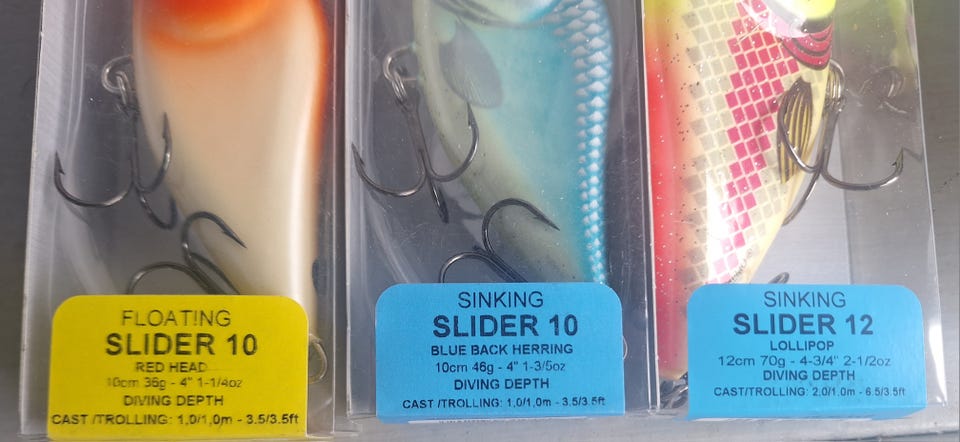 FLOATING
SLIDER 10
RED HEAD
10cm 36g - 4" 1-1/4oz
DIVING DEPTH
CAST /TROLLING: 1,0/1,0m - 3.5/3.5ft
SINKING
SLIDER 10
BLUE BACK HERRING
10cm 46g - 4" 1-3/5oz
DIVING DEPTH
CAST /TROLLING: 1,0/1,0m - 3.5/3.5ft
SINKING
SLIDER 12
LOLLIPOP
12cm 70g - 4-3/4" 2-1/2oz
DIVING DEPTH
CAST/TROLLING: 2,0/1.0m - 6.5/3.5ft